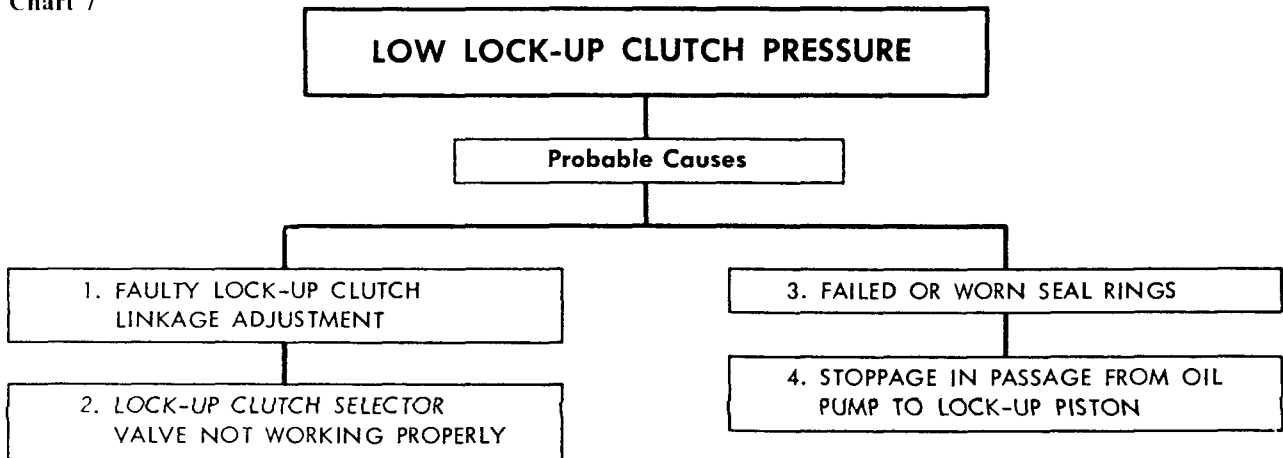 Chart 7
LOW LOCK-UP CLUTCH PRESSURE
Probable Causes
1. FAULTY LOCK-UP CLUTCH
LINKAGE ADJUSTMENT
2. LOCK-UP CLUTCH SELECTOR
VALVE NOT WORKING PROPERLY
3. FAILED OR WORN SEAL RINGS
4. STOPPAGE IN PASSAGE FROM OIL
PUMP TO LOCK-UP PISTON